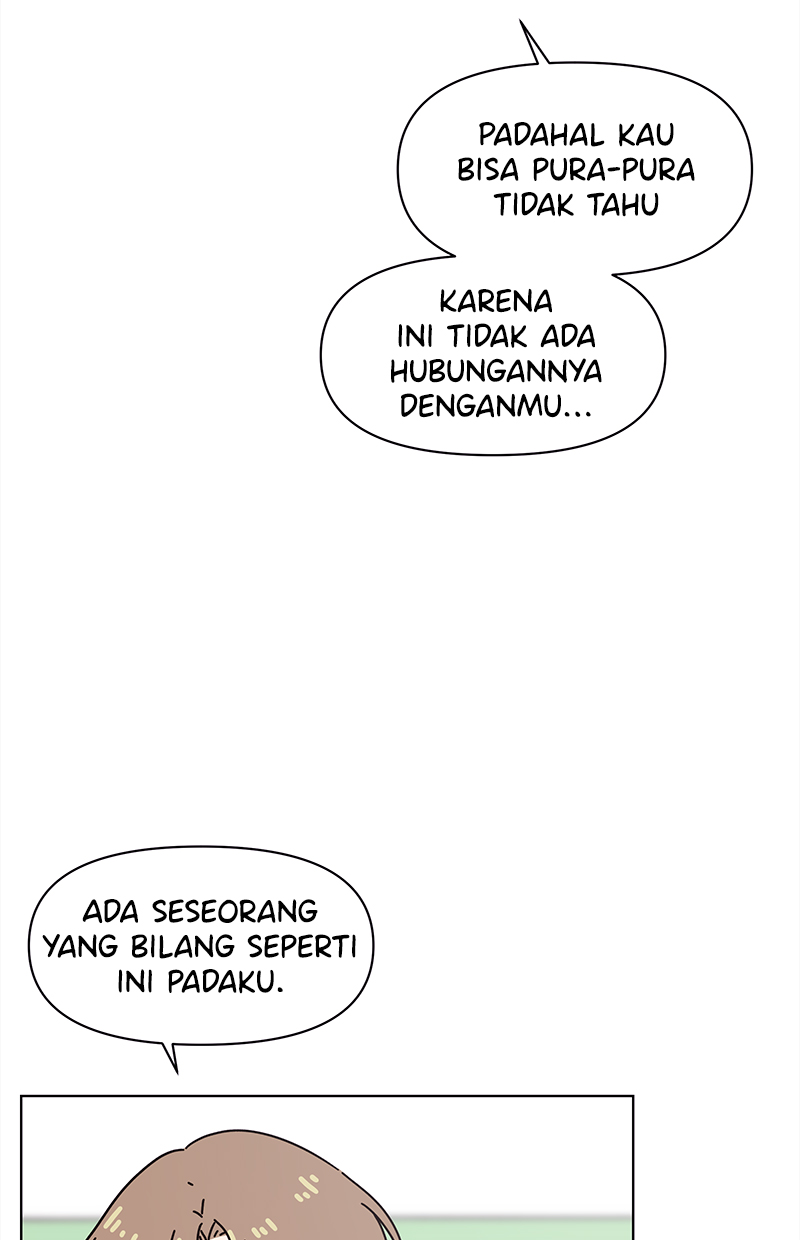 PADAHAL KAU
BISA PURA-PURA
TIDAK TAHU
KARENA
INI TIDAK ADA
HUBUNGANNYA
DENGANMU...
ADA SESEORANG
YANG BILANG SEPERTI
INI PADAKU.